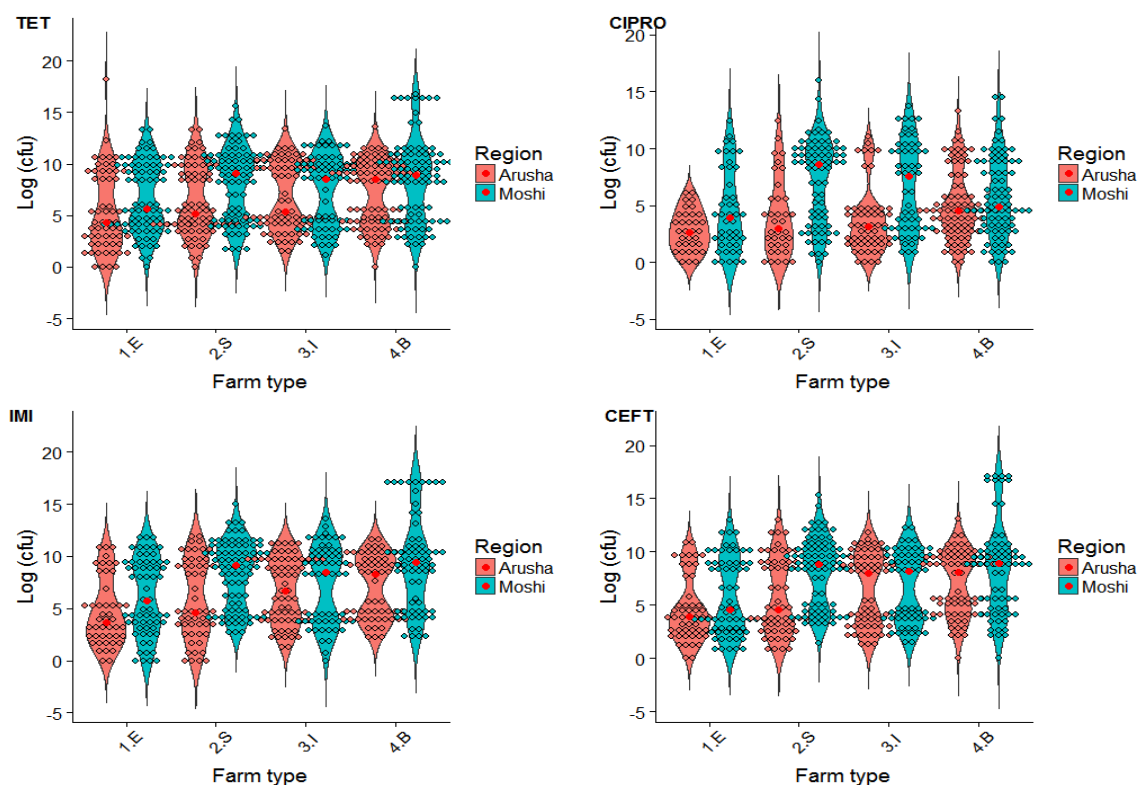 TET
Log (cfu)
20
15
10
5
0
-5
1.E
2.S
3.I
4.B
Farm type
Region
Arusha
Moshi
CIPRO
Log (cfu)
20
15
10
5
0
-5
1.E
2.S
3.I
4.B
Farm type
Region
Arusha
Moshi
IMI
Log (cfu)
20
15
10
5
0
-5
1.E
2.S
3.I
4.B
Farm type
Region
Arusha
Moshi
CEFT
Log (cfu)
20
15
10
5
0
-5
1.E
2.S
3.I
4.B
Farm type
Region
Arusha
Moshi